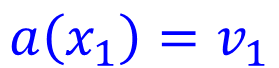 a(x₁) = v₁